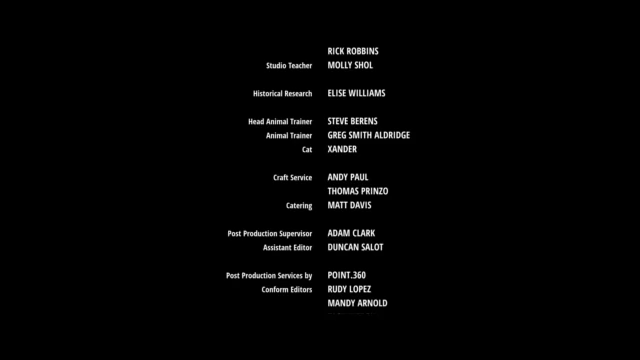 RICK ROBBINS
Studio Teacher MOLLY SHOL
Historical Research ELISE WILLIAMS
Head Animal Trainer STEVE BERENS
Animal Trainer GREG SMITH ALDRIDGE
Cat XANDER
Craft Service ANDY PAUL
THOMAS PRINZO
Catering MATT DAVIS
Post Production Supervisor ADAM CLARK
Assistant Editor DUNCAN SALOT
Post Production Services by POINT.360
Conform Editors RUDY LOPEZ
MANDY ARNOLD